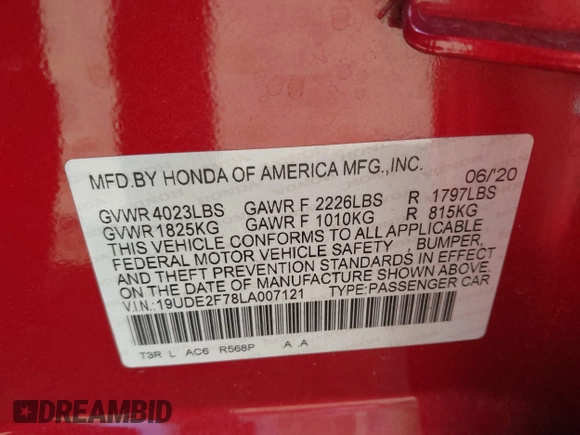 MFD.BY HONDA OF AMERICA MFG.,INC. 06/'20
GVWR 4023LBS GAWR F 2226LBS R 1797LBS
GVWR 1825KG GAWR F 1010KG R 815KG
THIS VEHICLE CONFORMS TO ALL APPLICABLE
FEDERAL MOTOR VEHICLE SAFETY , BUMPER,
AND THEFT PREVENTION STANDARDS IN EFFECT
ON THE DATE OF MANUFACTURE SHOWN ABOVE.
V.I.N.:19UDE2F78LA007121 TYPE:PASSENGER CAR
T3R L AC6 R568P .A .A
DREAMBID